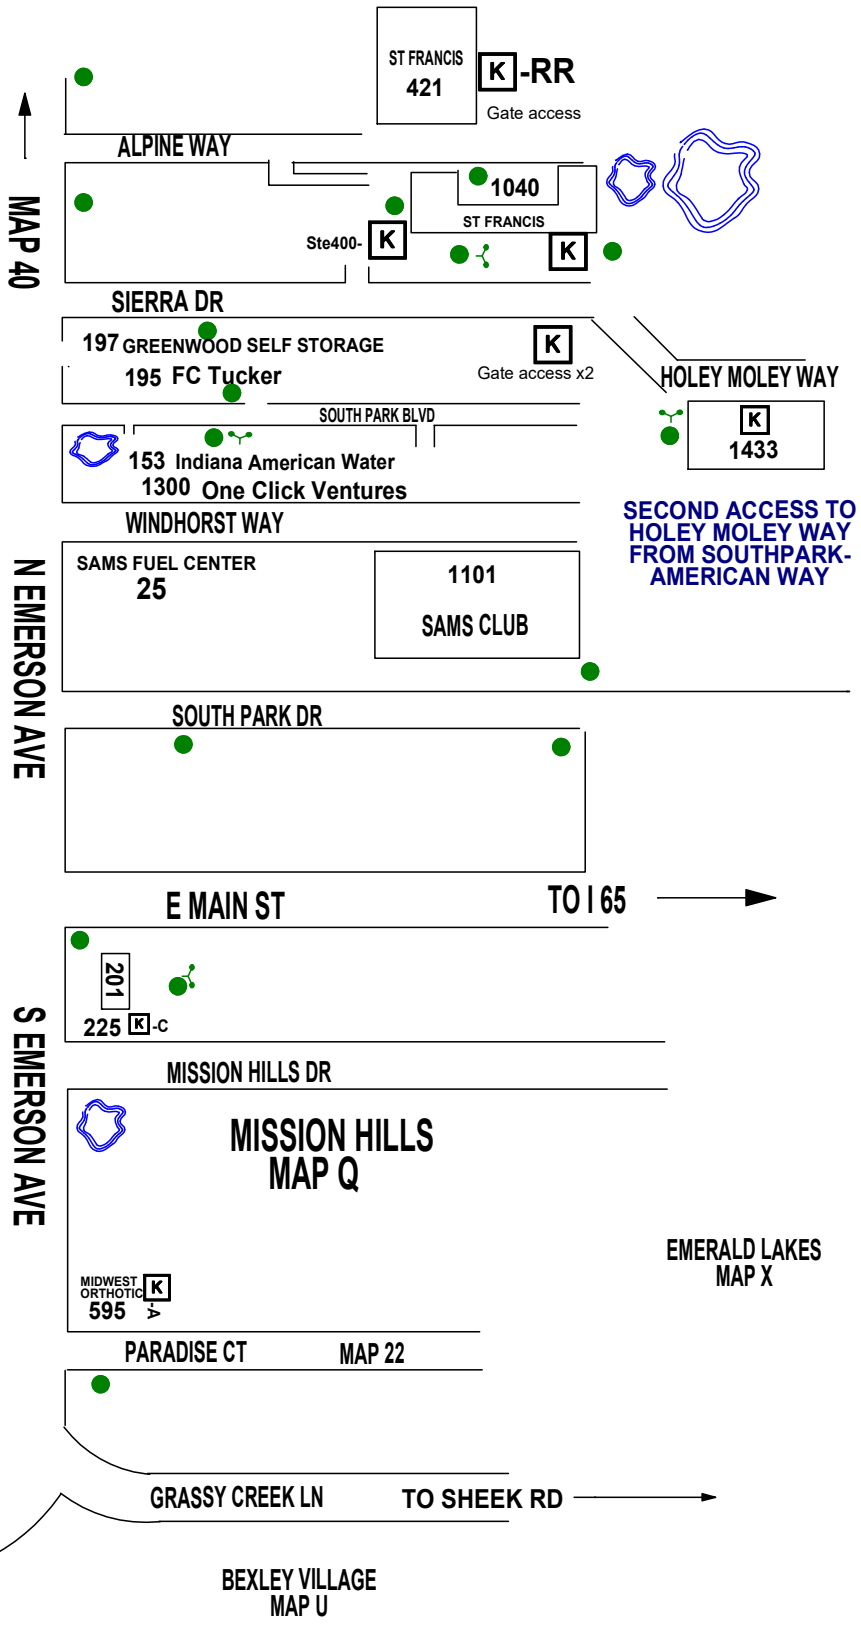 ST FRANCIS
421
K -RR
Gate access
ALPINE WAY
MAP 40
1040
ST FRANCIS
Ste400- K
K
SIERRA DR
197 GREENWOOD SELF STORAGE
195 FC Tucker
K
Gate access x2
HOLEY MOLEY WAY
SOUTH PARK BLVD
K
1433
153 Indiana American Water
1300 One Click Ventures
SECOND ACCESS TO
HOLEY MOLEY WAY
FROM SOUTHPARK-
AMERICAN WAY
WINDHORST WAY
N EMERSON AVE
SAMS FUEL CENTER
25
1101
SAMS CLUB
SOUTH PARK DR
E MAIN ST
TO I 65
201
225 K -C
S EMERSON AVE
MISSION HILLS DR
MISSION HILLS
MAP Q
EMERALD LAKES
MAP X
MIDWEST
ORTHOTIC
595
K
-A
PARADISE CT
MAP 22
GRASSY CREEK LN
TO SHEEK RD
BEXLEY VILLAGE
MAP U